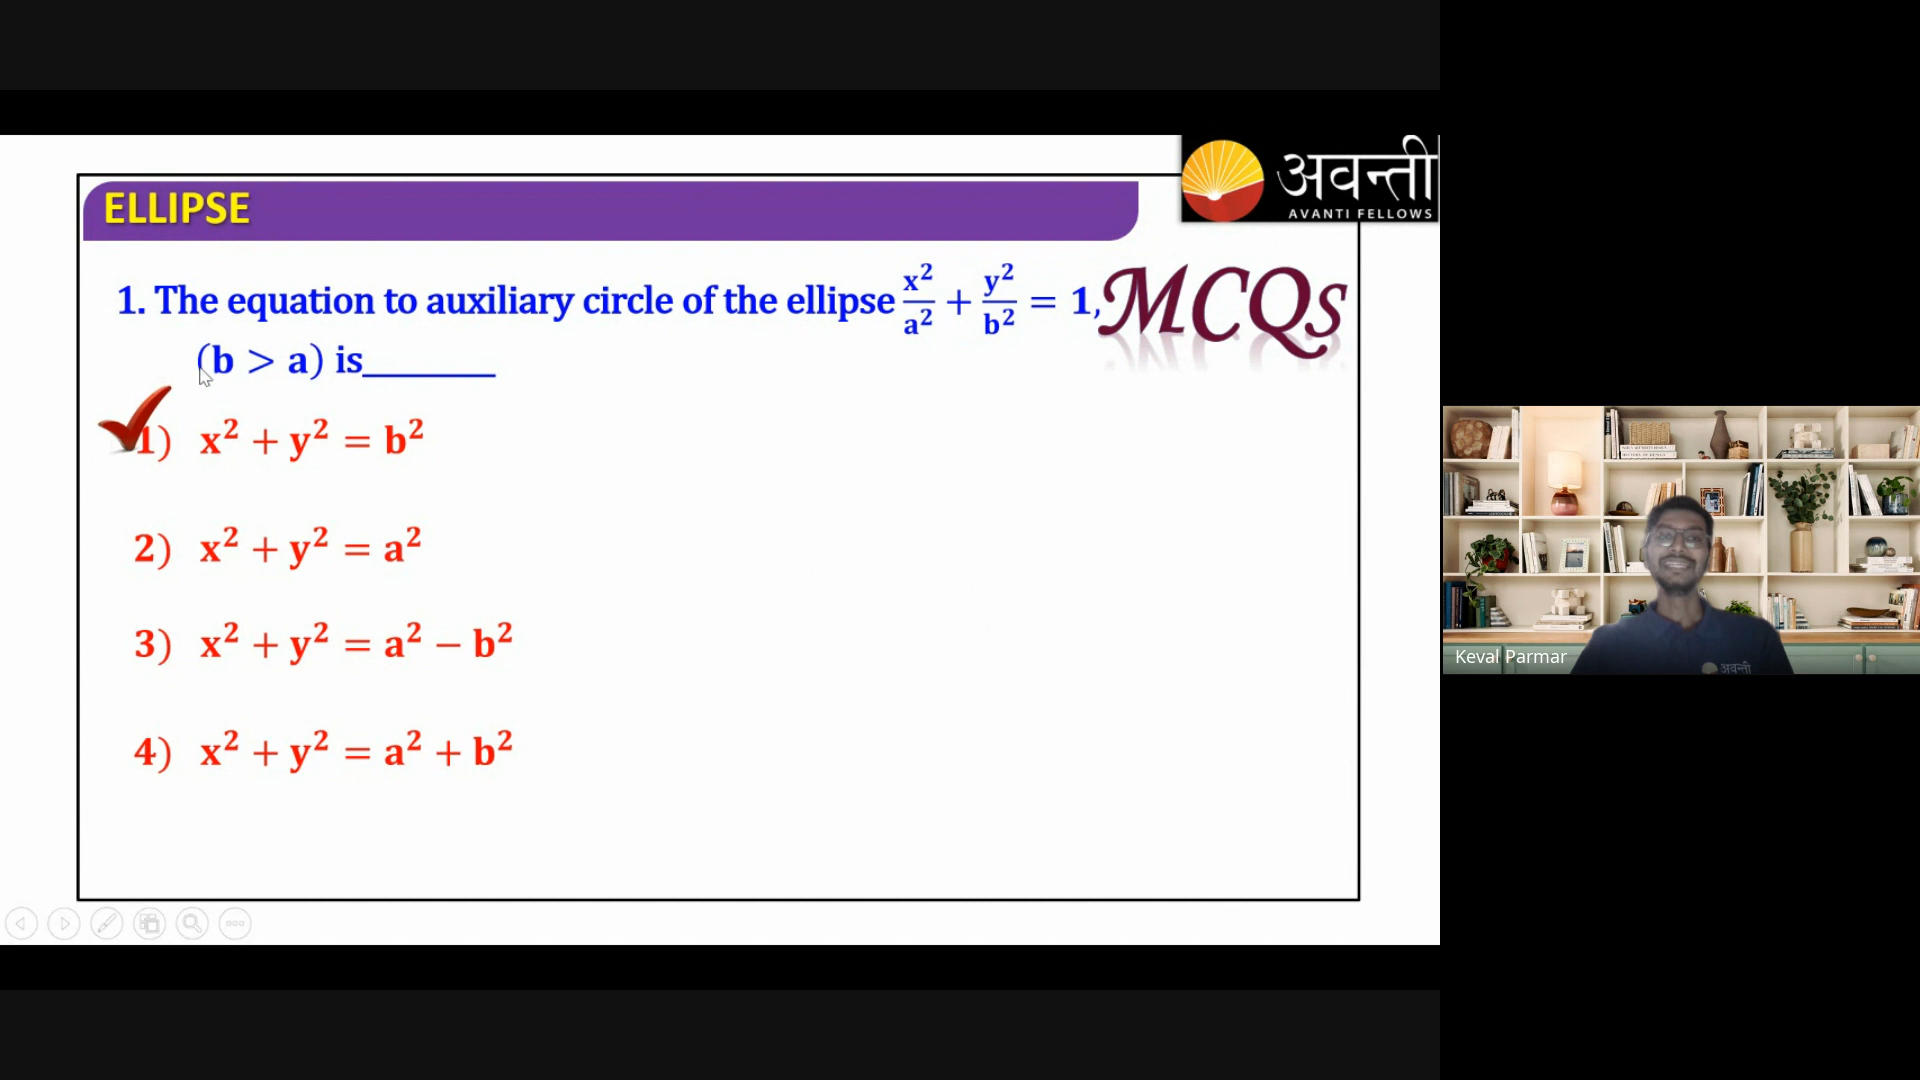 ELLIPSE
अवन्ती
AVANTI FELLOWS
MCQs
1. The equation to auxiliary circle of the ellipse x²/a² + y²/b² = 1,
(b > a) is________
1) x² + y² = b²
2) x² + y² = a²
3) x² + y² = a² − b²
4) x² + y² = a² + b²
Keval Parmar
अवन्ती